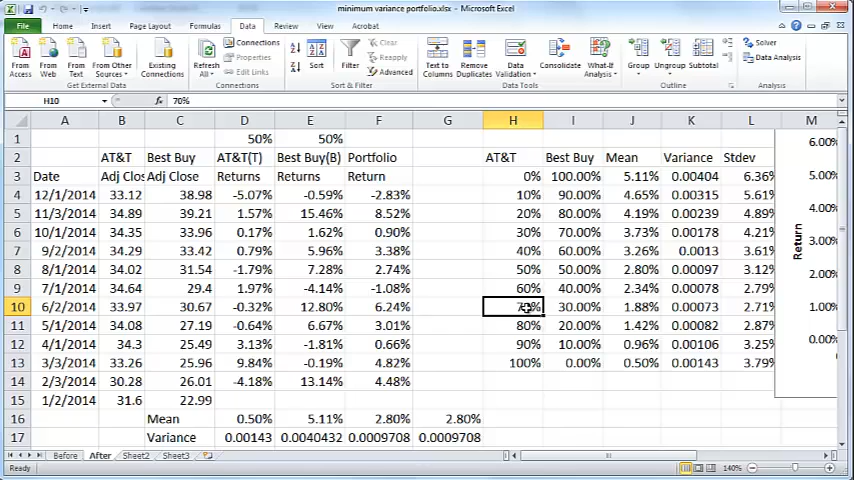 minimum variance portfolio.xlsx - Microsoft Excel
File Home Insert Page Layout Formulas Data Review View Acrobat
From Access From Web From Text From Other Sources Existing Connections Refresh All Connections Properties Edit Links Sort Filter Clear Reapply Advanced Text to Columns Remove Duplicates Data Validation Consolidate What-If Analysis Group Ungroup Subtotal Solver Data Analysis
Get External Data Connections Sort & Filter Data Tools Outline Analysis
H10 fx 70%
A B C D E F G H I J K L M
1 50% 50% 6.00%
2 AT&T Best Buy AT&T(T) Best Buy(B) Portfolio AT&T Best Buy Mean Variance Stdev
3 Date Adj Clos Adj Close Returns Returns Return 0% 100.00% 5.11% 0.00404 6.36% 5.00%
4 12/1/2014 33.12 38.98 -5.07% -0.59% -2.83% 10% 90.00% 4.65% 0.00315 5.61%
5 11/3/2014 34.89 39.21 1.57% 15.46% 8.52% 20% 80.00% 4.19% 0.00239 4.89% 4.00%
6 10/1/2014 34.35 33.96 0.17% 1.62% 0.90% 30% 70.00% 3.73% 0.00178 4.21%
7 9/2/2014 34.29 33.42 0.79% 5.96% 3.38% 40% 60.00% 3.26% 0.0013 3.61% Return 3.00%
8 8/1/2014 34.02 31.54 -1.79% 7.28% 2.74% 50% 50.00% 2.80% 0.00097 3.12% 2.00%
9 7/1/2014 34.64 29.4 1.97% -4.14% -1.08% 60% 40.00% 2.34% 0.00078 2.79%
10 6/2/2014 33.97 30.67 -0.32% 12.80% 6.24% 70% 30.00% 1.88% 0.00073 2.71% 1.00%
11 5/1/2014 34.08 27.19 -0.64% 6.67% 3.01% 80% 20.00% 1.42% 0.00082 2.87%
12 4/1/2014 34.3 25.49 3.13% -1.81% 0.66% 90% 10.00% 0.96% 0.00106 3.25% 0.00%
13 3/3/2014 33.26 25.96 9.84% -0.19% 4.82% 100% 0.00% 0.50% 0.00143 3.79%
14 2/3/2014 30.28 26.01 -4.18% 13.14% 4.48%
15 1/2/2014 31.6 22.99
16 Mean 0.50% 5.11% 2.80% 2.80%
17 Variance 0.00143 0.0040432 0.0009708 0.0009708
Before After Sheet2 Sheet3
Ready 140%